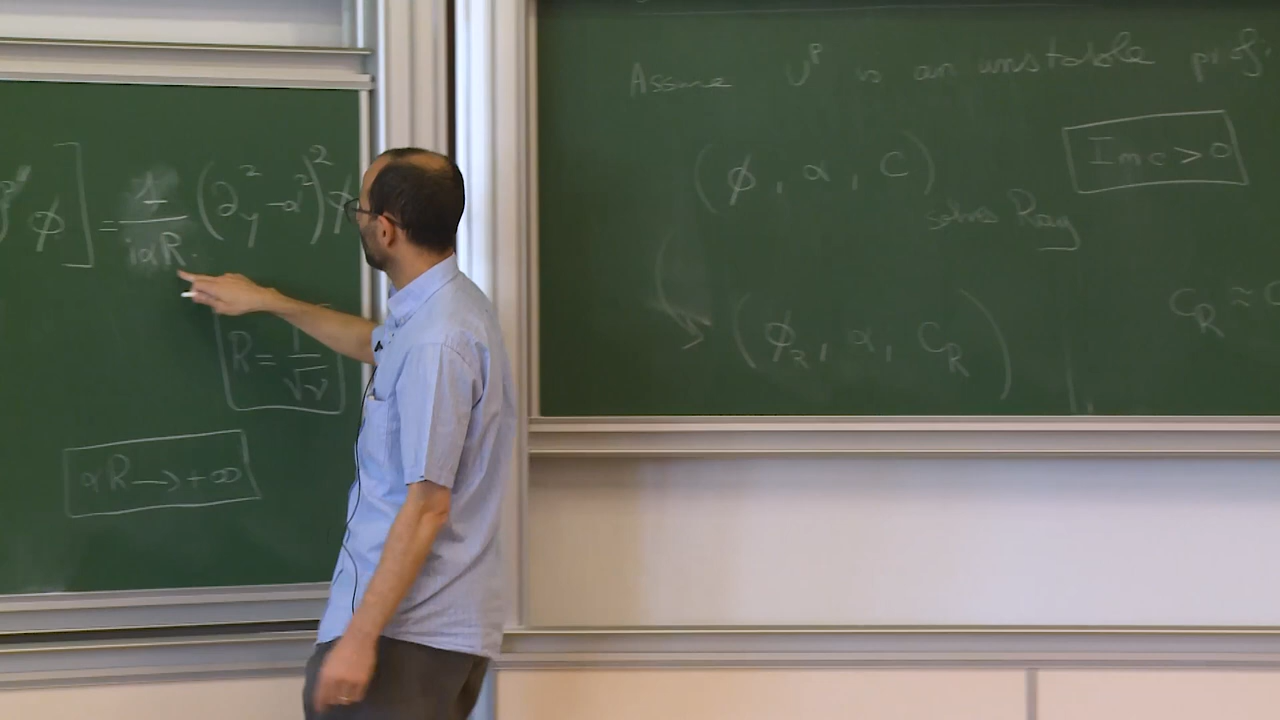 ϕ ] = 1/(iαR) (∂_y^2 - α^2)^2 ϕ
R = 1/√ν
αR → +∞
Assume U^P is an unstable prof.
(ϕ, α, c)
Im c > 0
solves Ray
(ϕ_R, α, C_R)
C_R ≈